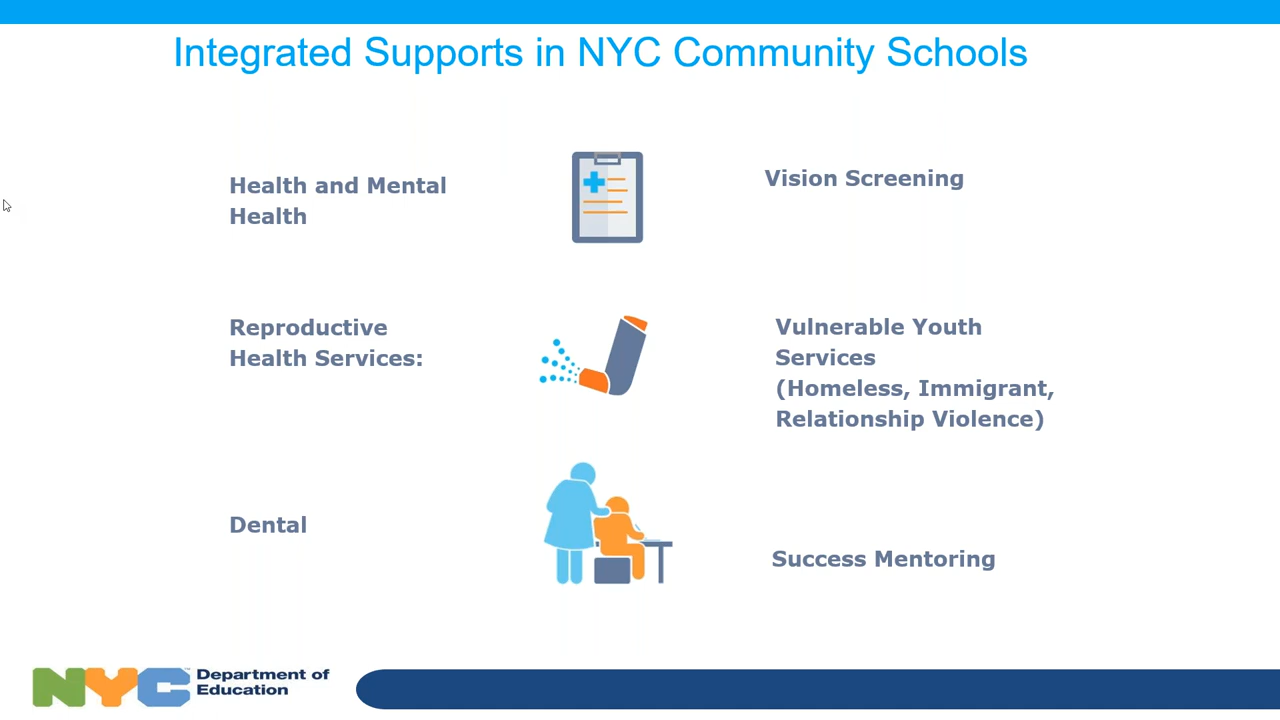 Integrated Supports in NYC Community Schools
Health and Mental
Health
Vision Screening
Reproductive
Health Services:
Vulnerable Youth
Services
(Homeless, Immigrant,
Relationship Violence)
Dental
Success Mentoring
NYC
Department of
Education